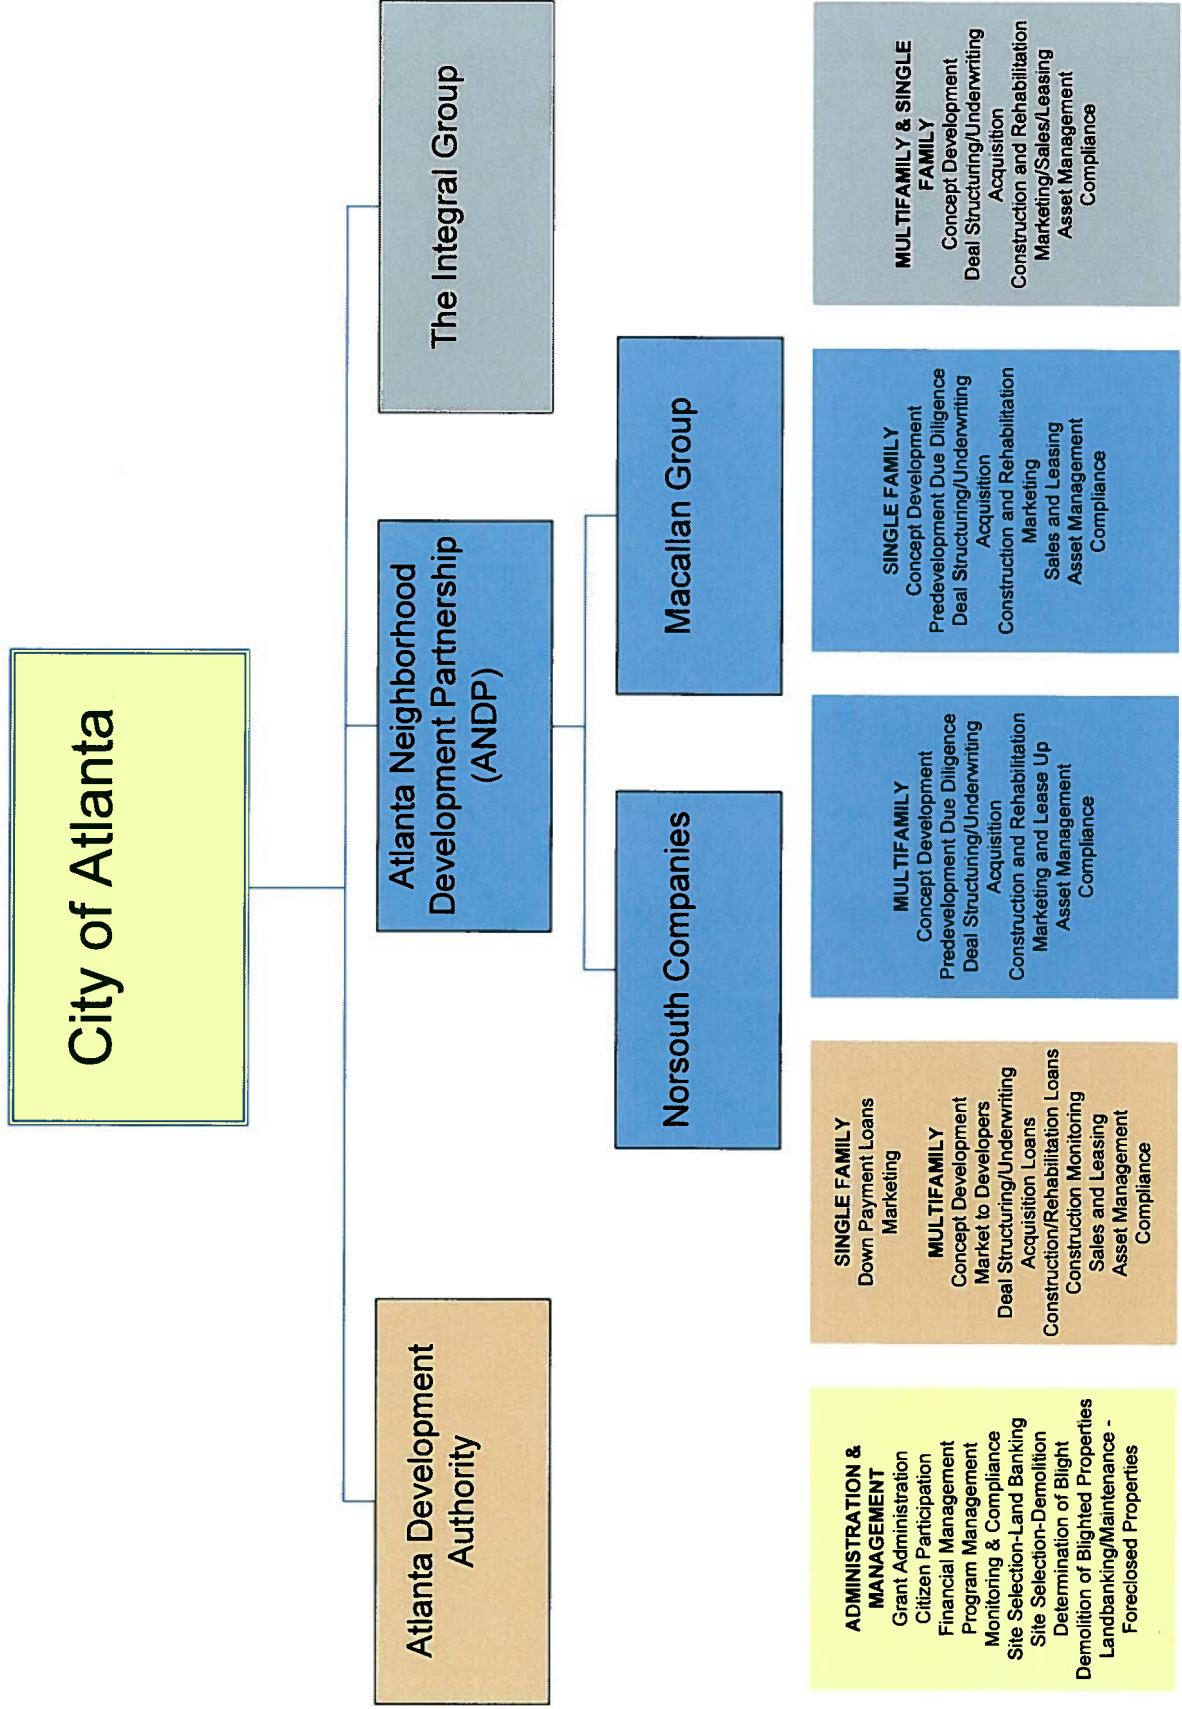 City of Atlanta
Atlanta Development
Authority
Atlanta Neighborhood
Development Partnership
(ANDP)
The Integral Group
Norsouth Companies
Macallan Group
ADMINISTRATION &
MANAGEMENT
Grant Administration
Citizen Participation
Financial Management
Program Management
Monitoring & Compliance
Site Selection-Land Banking
Site Selection-Demolition
Determination of Blight
Demolition of Blighted Properties
Landbanking/Maintenance -
Foreclosed Properties
SINGLE FAMILY
Down Payment Loans
Marketing
MULTIFAMILY
Concept Development
Market to Developers
Deal Structuring/Underwriting
Acquisition Loans
Construction/Rehabilitation Loans
Construction Monitoring
Sales and Leasing
Asset Management
Compliance
MULTIFAMILY
Concept Development
Predevelopment Due Diligence
Deal Structuring/Underwriting
Acquisition
Construction and Rehabilitation
Marketing and Lease Up
Asset Management
Compliance
SINGLE FAMILY
Concept Development
Predevelopment Due Diligence
Deal Structuring/Underwriting
Acquisition
Construction and Rehabilitation
Marketing
Sales and Leasing
Asset Management
Compliance
MULTIFAMILY & SINGLE
FAMILY
Concept Development
Deal Structuring/Underwriting
Acquisition
Construction and Rehabilitation
Marketing/Sales/Leasing
Asset Management
Compliance